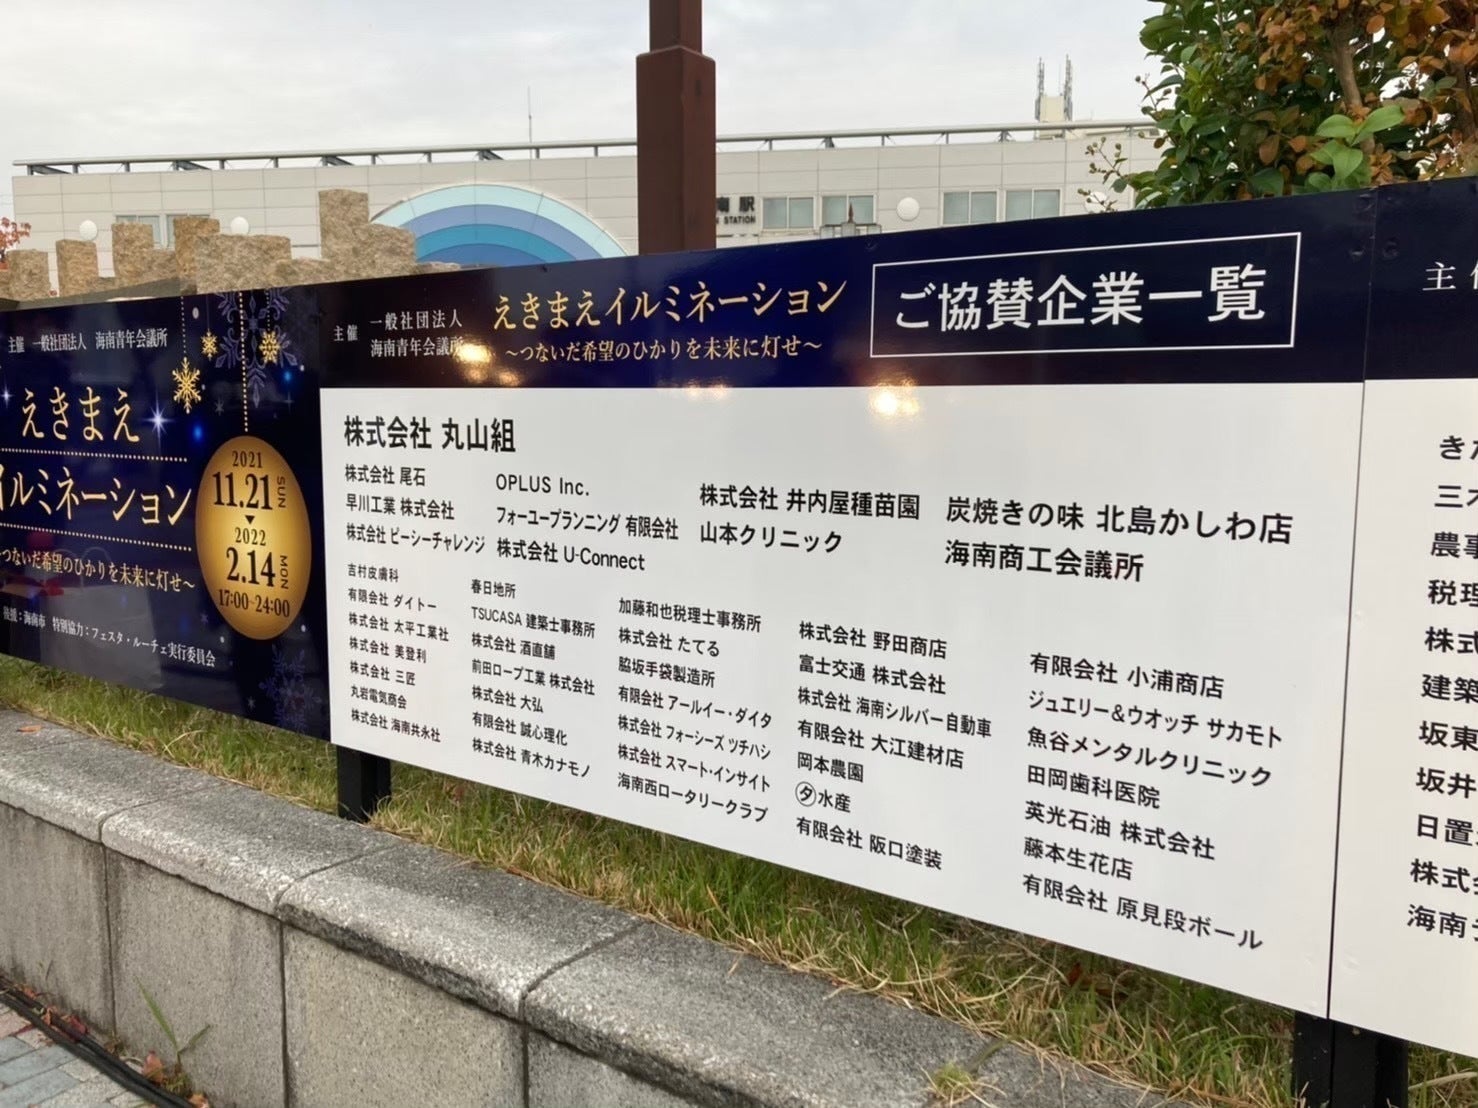 南駅
STATION
主催 一般社団法人 海南青年会議所
えきまえ
イルミネーション
~つないだ希望のひかりを未来に灯せ~
2021
11.21 SUN
2022
2.14 MON
17:00~24:00
後援:海南市 特別協力:フェスタ・ルーチェ実行委員会
主催 一般社団法人
海南青年会議所
えきまえイルミネーション
~つないだ希望のひかりを未来に灯せ~
ご協賛企業一覧
株式会社 丸山組
株式会社 尾石
早川工業 株式会社
株式会社 ピーシーチャレンジ
OPLUS Inc.
フォーユープランニング 有限会社
株式会社 U-Connect
株式会社 井内屋種苗園
山本クリニック
炭焼きの味 北島かしわ店
海南商工会議所
吉村皮膚科
有限会社 ダイトー
株式会社 太平工業社
株式会社 美登利
株式会社 三匠
丸岩電気商会
株式会社 海南共永社
春日地所
TSUCASA 建築士事務所
株式会社 酒直舗
前田ロープ工業 株式会社
株式会社 大弘
有限会社 誠心理化
株式会社 青木カナモノ
加藤和也税理士事務所
株式会社 たてる
脇坂手袋製造所
有限会社 アールイー・ダイタ
株式会社 フォーシーズ ツチハシ
株式会社 スマート・インサイト
海南西ロータリークラブ
株式会社 野田商店
富士交通 株式会社
株式会社 海南シルバー自動車
有限会社 大江建材店
岡本農園
㋟水産
有限会社 阪口塗装
有限会社 小浦商店
ジュエリー&ウオッチ サカモト
魚谷メンタルクリニック
田岡歯科医院
英光石油 株式会社
藤本生花店
有限会社 原見段ボール
主
き
三
農事
税理
株式
建築
坂東
坂井
日置
株式
海南